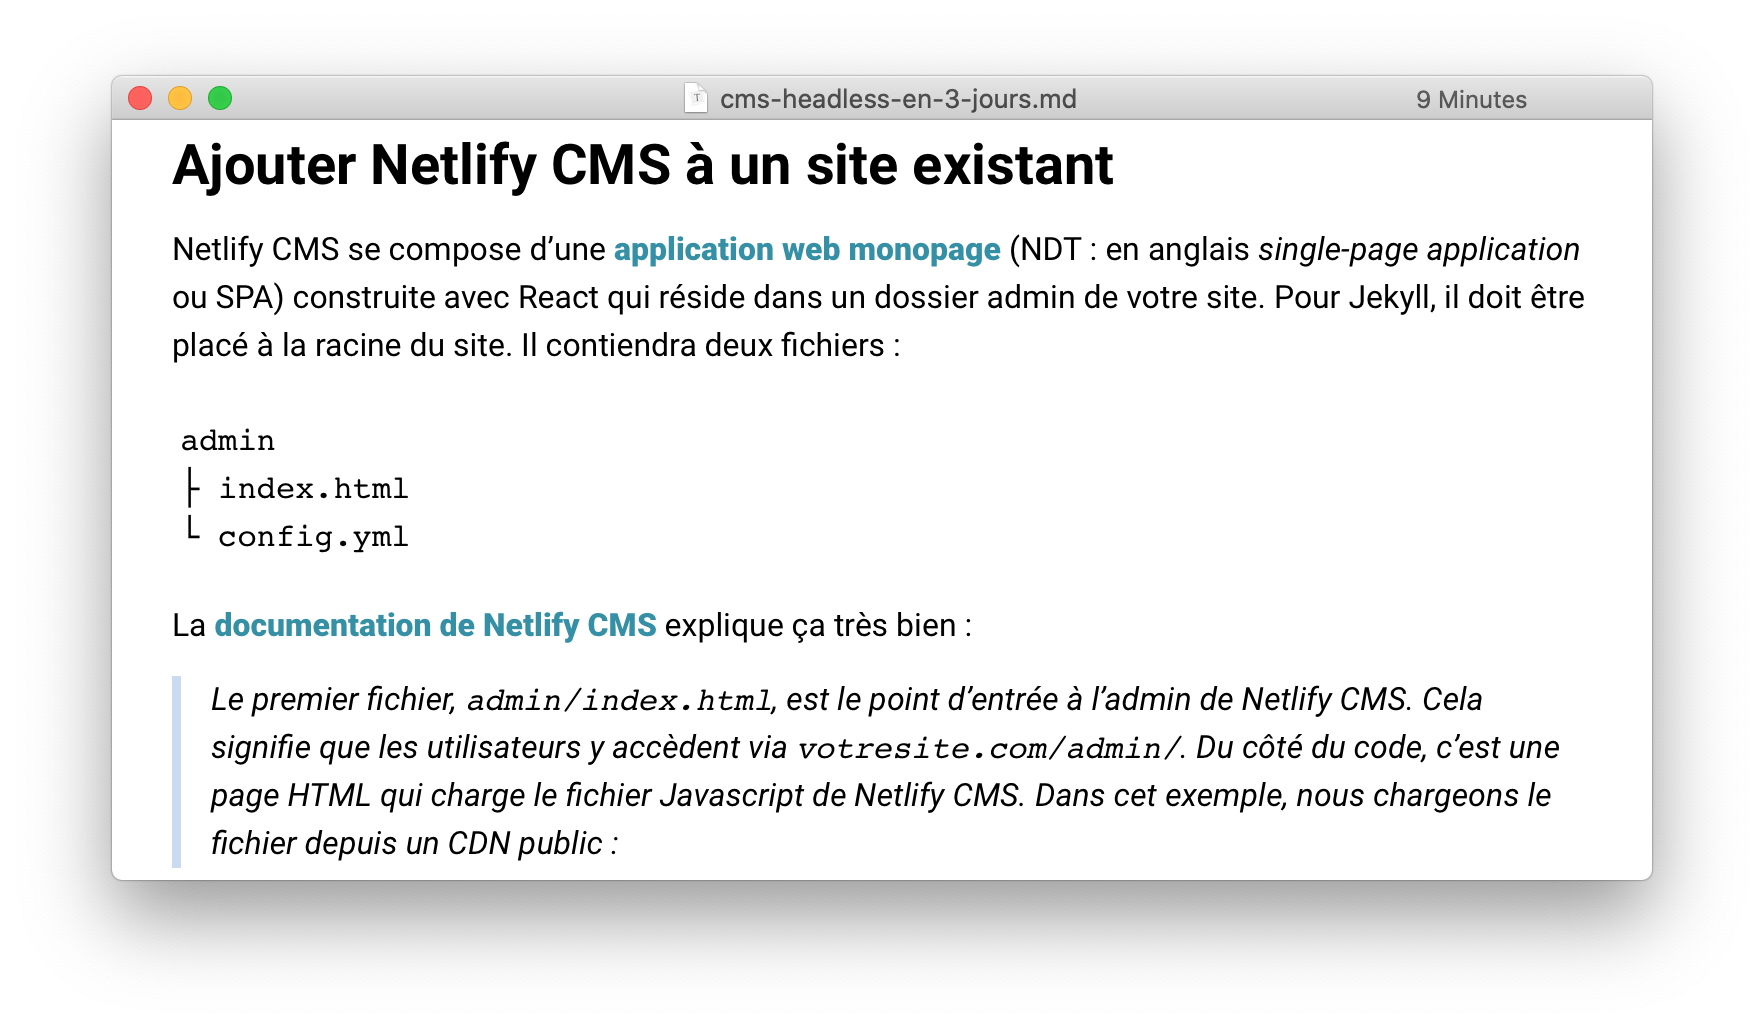 cms-headless-en-3-jours.md
9 Minutes
Ajouter Netlify CMS à un site existant
Netlify CMS se compose d’une application web monopage (NDT : en anglais single-page application
ou SPA) construite avec React qui réside dans un dossier admin de votre site. Pour Jekyll, il doit être
placé à la racine du site. Il contiendra deux fichiers :
admin
├ index.html
└ config.yml
La documentation de Netlify CMS explique ça très bien :
Le premier fichier, admin/index.html, est le point d’entrée à l’admin de Netlify CMS. Cela
signifie que les utilisateurs y accèdent via votresite.com/admin/. Du côté du code, c’est une
page HTML qui charge le fichier Javascript de Netlify CMS. Dans cet exemple, nous chargeons le
fichier depuis un CDN public :